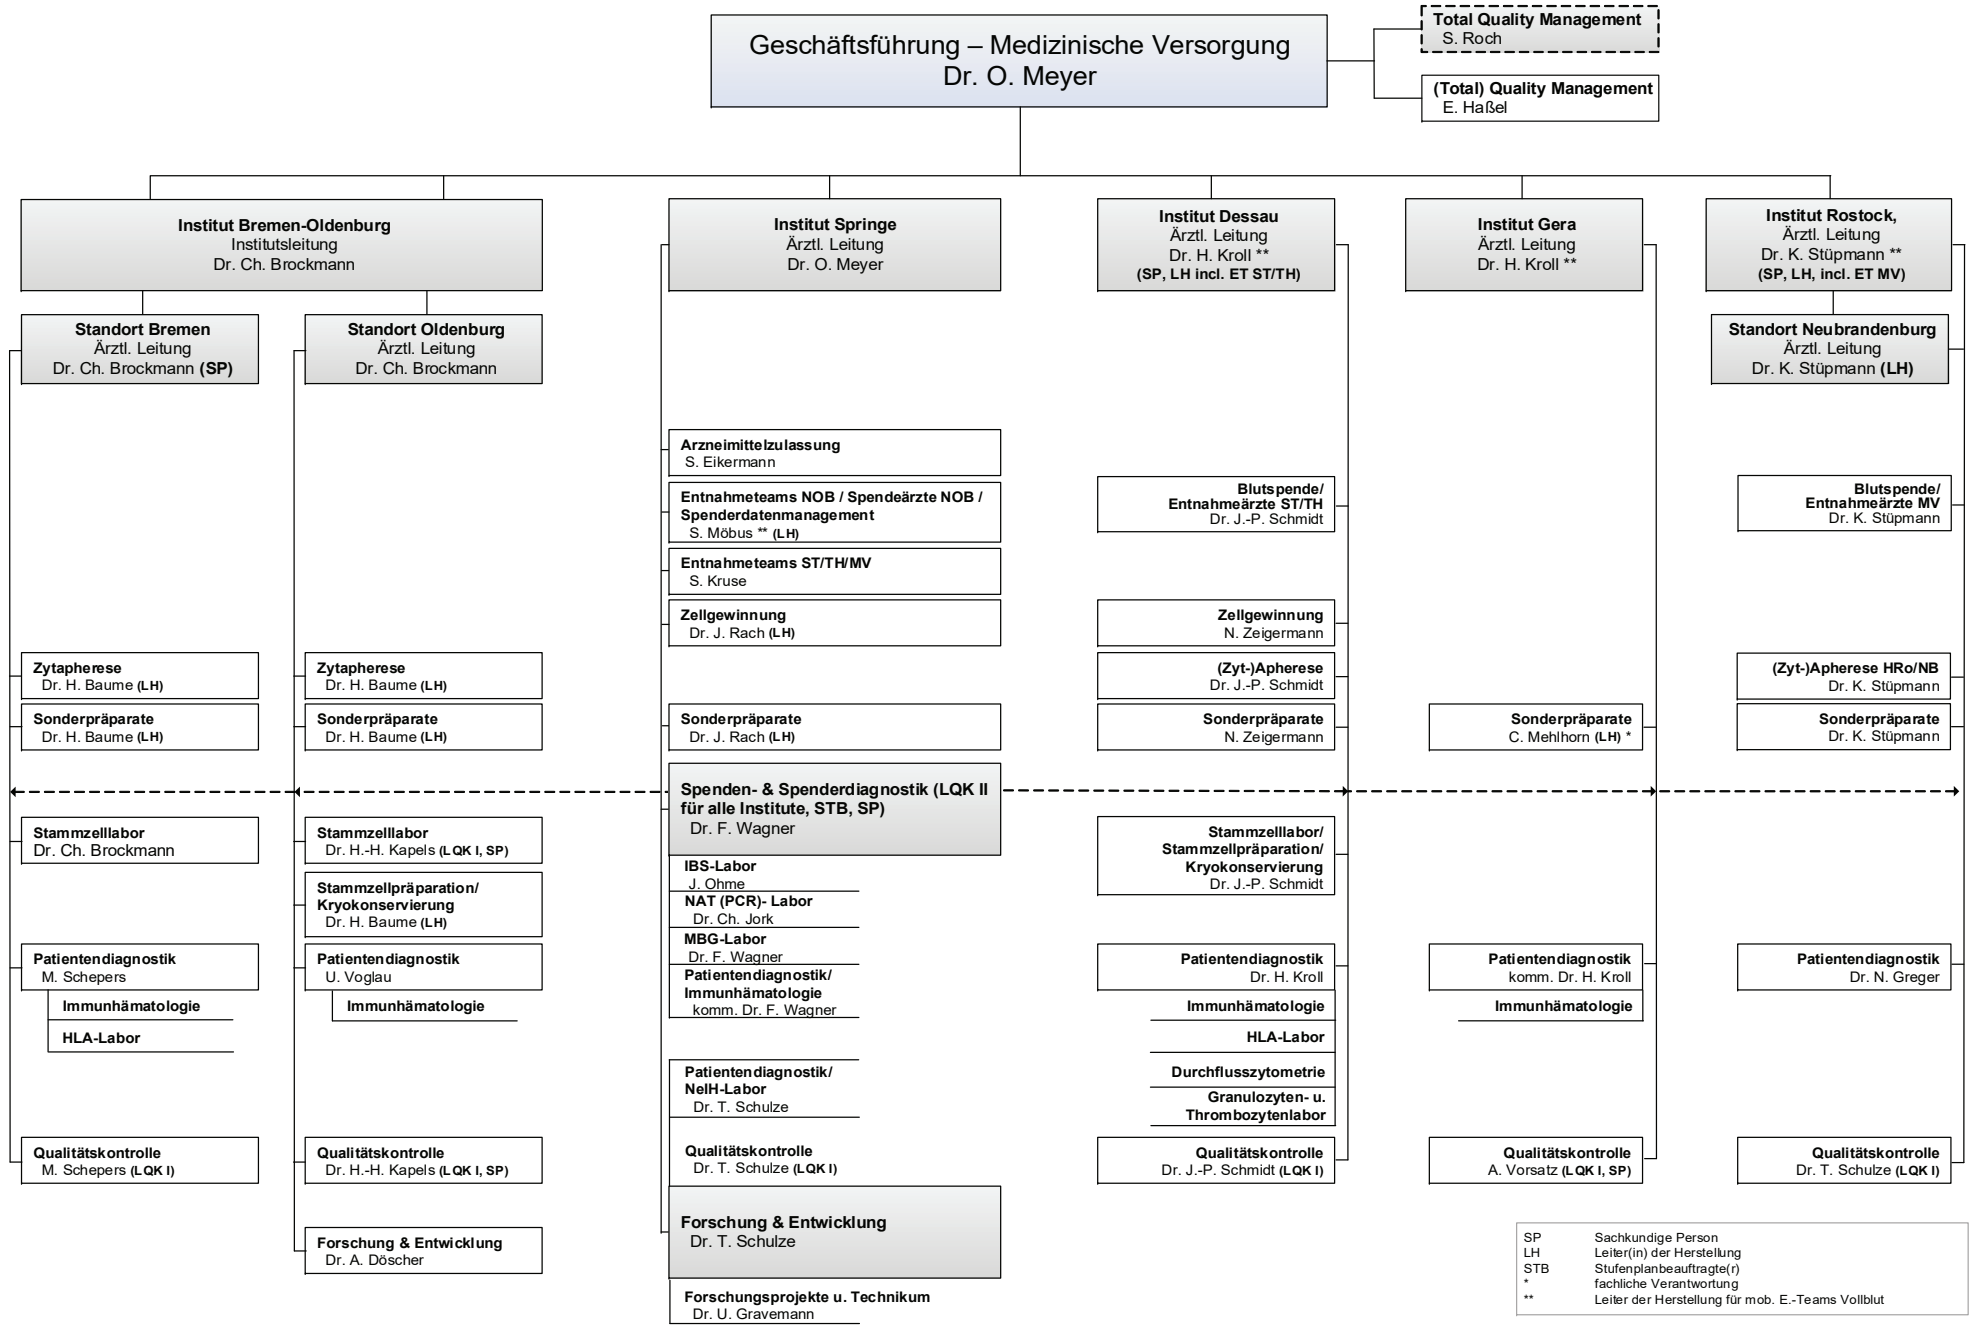 Geschäftsführung – Medizinische Versorgung
Dr. O. Meyer
Total Quality Management
S. Roch
(Total) Quality Management
E. Haßel
Institut Bremen-Oldenburg
Institutsleitung
Dr. Ch. Brockmann
Standort Bremen
Ärztl. Leitung
Dr. Ch. Brockmann (SP)
Zytapherese
Dr. H. Baume (LH)
Sonderpräparate
Dr. H. Baume (LH)
Stammzelllabor
Dr. Ch. Brockmann
Patientendiagnostik
M. Schepers
Immunhämatologie
HLA-Labor
Qualitätskontrolle
M. Schepers (LQK I)
Standort Oldenburg
Ärztl. Leitung
Dr. Ch. Brockmann
Zytapherese
Dr. H. Baume (LH)
Sonderpräparate
Dr. H. Baume (LH)
Stammzelllabor
Dr. H.-H. Kapels (LQK I, SP)
Stammzellpräparation/
Kryokonservierung
Dr. H. Baume (LH)
Patientendiagnostik
U. Voglau
Immunhämatologie
Qualitätskontrolle
Dr. H.-H. Kapels (LQK I, SP)
Forschung & Entwicklung
Dr. A. Döscher
Institut Springe
Ärztl. Leitung
Dr. O. Meyer
Arzneimittelzulassung
S. Eikermann
Entnahmeteams NOB / Spendeärzte NOB /
Spenderdatenmanagement
S. Möbus ** (LH)
Entnahmeteams ST/TH/MV
S. Kruse
Zellgewinnung
Dr. J. Rach (LH)
Sonderpräparate
Dr. J. Rach (LH)
Spenden- & Spenderdiagnostik (LQK II
für alle Institute, STB, SP)
Dr. F. Wagner
IBS-Labor
J. Ohme
NAT (PCR)- Labor
Dr. Ch. Jork
MBG-Labor
Dr. F. Wagner
Patientendiagnostik/
Immunhämatologie
komm. Dr. F. Wagner
Patientendiagnostik/
NeIH-Labor
Dr. T. Schulze
Qualitätskontrolle
Dr. T. Schulze (LQK I)
Forschung & Entwicklung
Dr. T. Schulze
Forschungsprojekte u. Technikum
Dr. U. Gravemann
Institut Dessau
Ärztl. Leitung
Dr. H. Kroll **
(SP, LH incl. ET ST/TH)
Blutspende/
Entnahmeärzte ST/TH
Dr. J.-P. Schmidt
Zellgewinnung
N. Zeigermann
(Zyt-)Apherese
Dr. J.-P. Schmidt
Sonderpräparate
N. Zeigermann
Stammzelllabor/
Stammzellpräparation/
Kryokonservierung
Dr. J.-P. Schmidt
Patientendiagnostik
Dr. H. Kroll
Immunhämatologie
HLA-Labor
Durchflusszytometrie
Granulozyten- u.
Thrombozytenlabor
Qualitätskontrolle
Dr. J.-P. Schmidt (LQK I)
Institut Gera
Ärztl. Leitung
Dr. H. Kroll **
Sonderpräparate
C. Mehlhorn (LH) *
Patientendiagnostik
komm. Dr. H. Kroll
Immunhämatologie
Qualitätskontrolle
A. Vorsatz (LQK I, SP)
Institut Rostock,
Ärztl. Leitung
Dr. K. Stüpmann **
(SP, LH, incl. ET MV)
Standort Neubrandenburg
Ärztl. Leitung
Dr. K. Stüpmann (LH)
Blutspende/
Entnahmeärzte MV
Dr. K. Stüpmann
(Zyt-)Apherese HRo/NB
Dr. K. Stüpmann
Sonderpräparate
Dr. K. Stüpmann
Patientendiagnostik
Dr. N. Greger
Qualitätskontrolle
Dr. T. Schulze (LQK I)
SP Sachkundige Person
LH Leiter(in) der Herstellung
STB Stufenplanbeauftragte(r)
* fachliche Verantwortung
** Leiter der Herstellung für mob. E.-Teams Vollblut